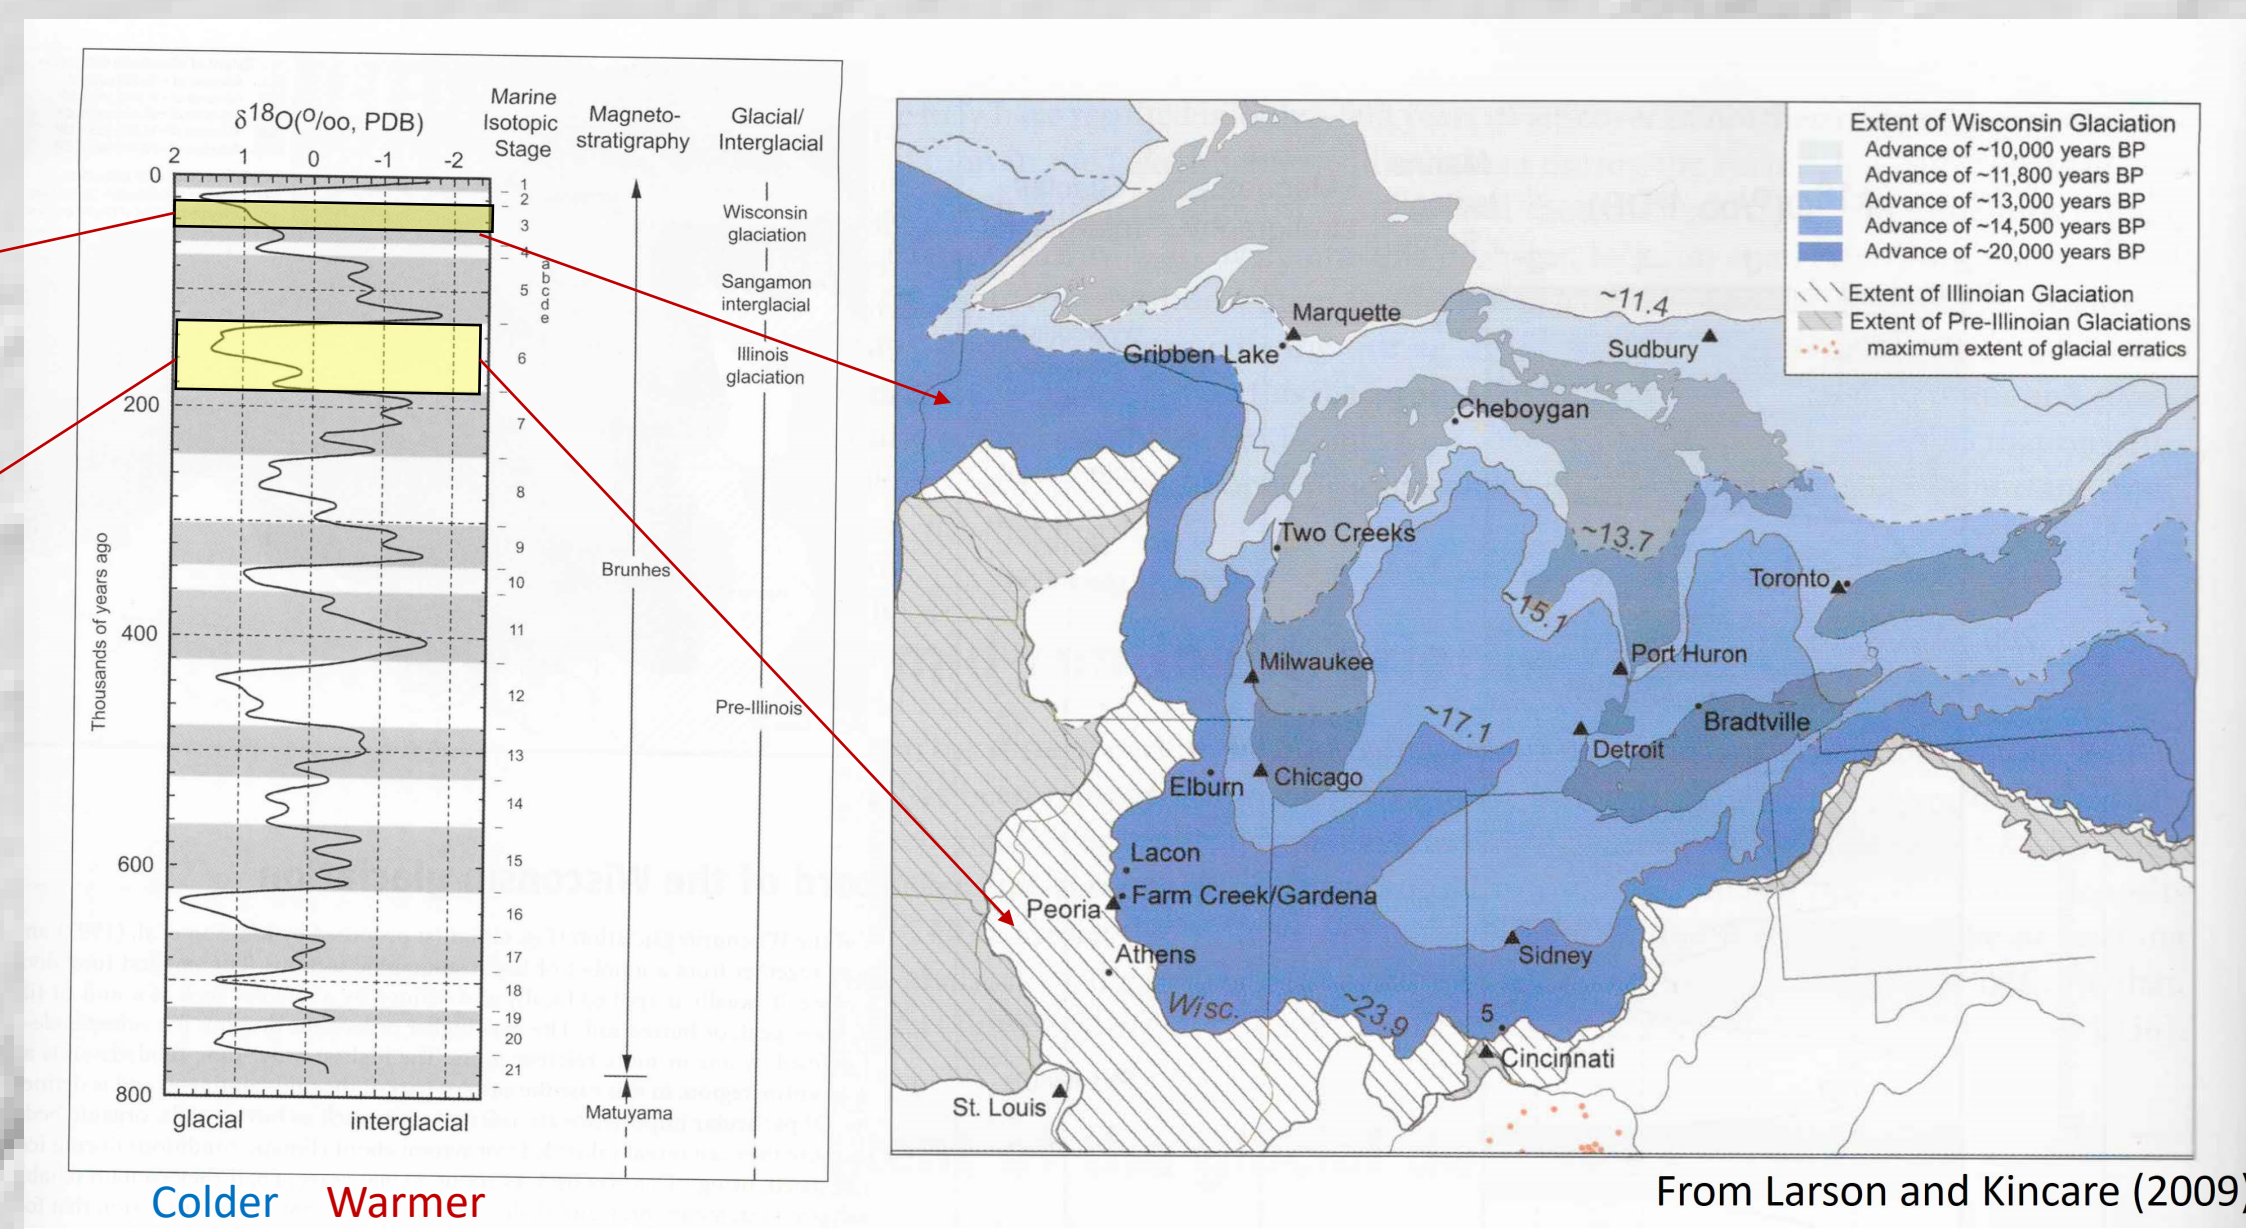 δ18O(o/oo, PDB)
Marine
Isotopic
Stage
Magneto-
stratigraphy
Glacial/
Interglacial
2 1 0 -1 -2
0
200
400
600
800
Thousands of years ago
1
2
3
4
a
b
c
d
e
5
6
7
8
9
10
11
12
13
14
15
16
17
18
19
20
21
Brunhes
Matuyama
Wisconsin
glaciation
Sangamon
interglacial
Illinois
glaciation
Pre-Illinois
glacial interglacial
Colder Warmer
Extent of Wisconsin Glaciation
Advance of ~10,000 years BP
Advance of ~11,800 years BP
Advance of ~13,000 years BP
Advance of ~14,500 years BP
Advance of ~20,000 years BP
Extent of Illinoian Glaciation
Extent of Pre-Illinoian Glaciations
maximum extent of glacial erratics
~11.4
Marquette
Sudbury
Gribben Lake
Cheboygan
Two Creeks
~13.7
Toronto
~15.1
Milwaukee
Port Huron
~17.1
Bradtville
Detroit
Elburn
Chicago
Lacon
Farm Creek/Gardena
Peoria
Athens
Sidney
Wisc.
~23.9
5
Cincinnati
St. Louis
From Larson and Kincare (2009)